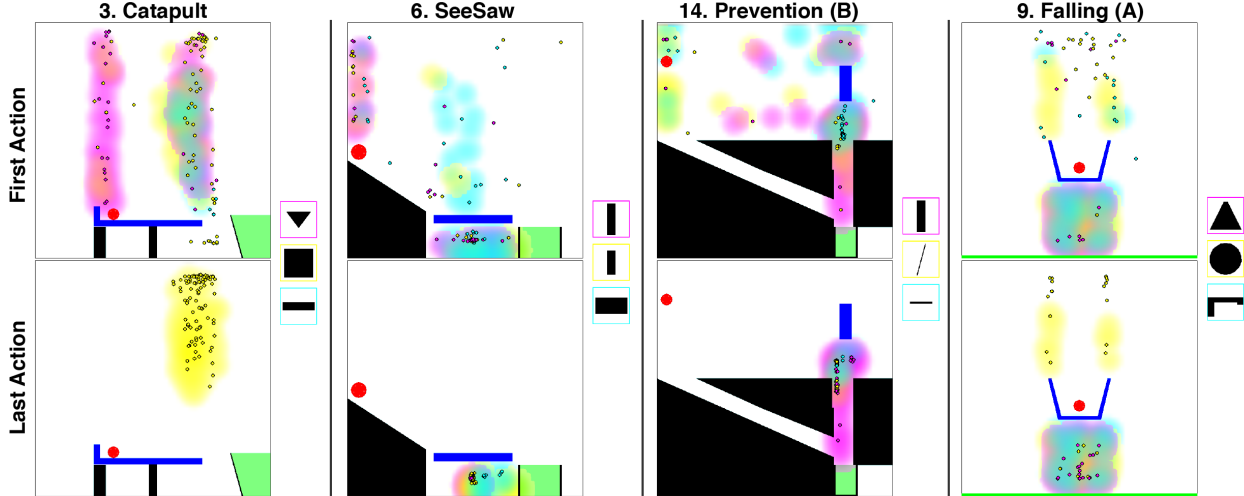 3. Catapult
6. SeeSaw
14. Prevention (B)
9. Falling (A)
First Action
Last Action